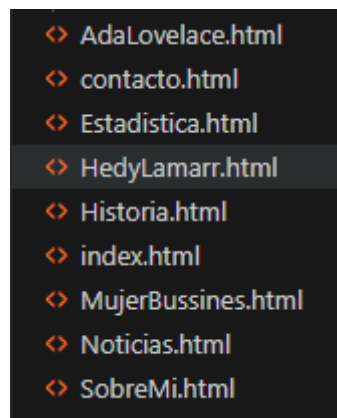 AdaLovelace.html
contacto.html
Estadistica.html
HedyLamarr.html
Historia.html
index.html
MujerBussines.html
Noticias.html
SobreMi.html